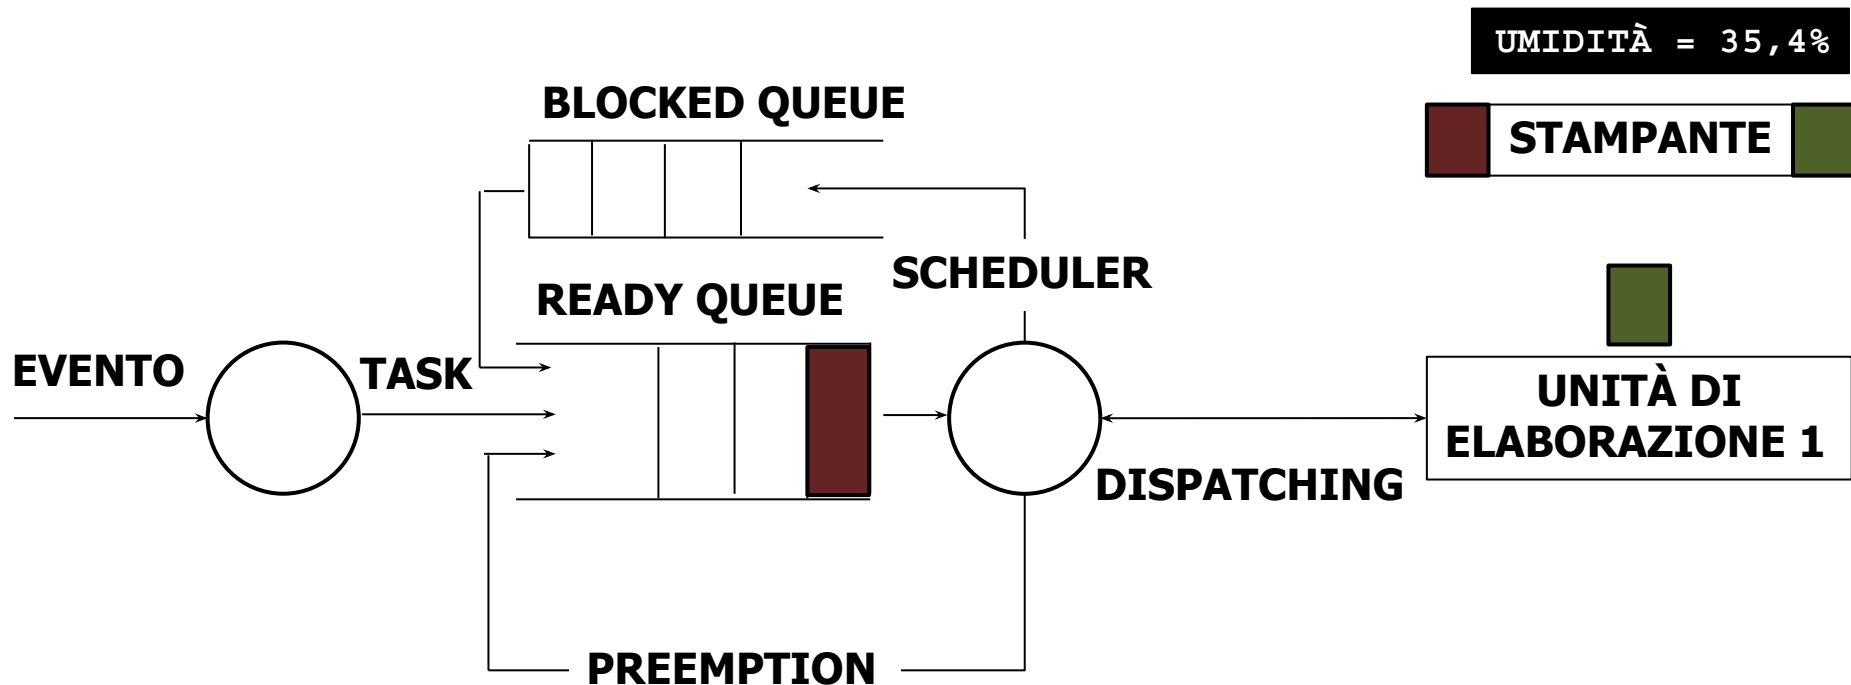 UMIDITÀ = 35,4%
BLOCKED QUEUE
STAMPANTE
SCHEDULER
READY QUEUE
EVENTO
TASK
UNITÀ DI
ELABORAZIONE 1
DISPATCHING
PREEMPTION